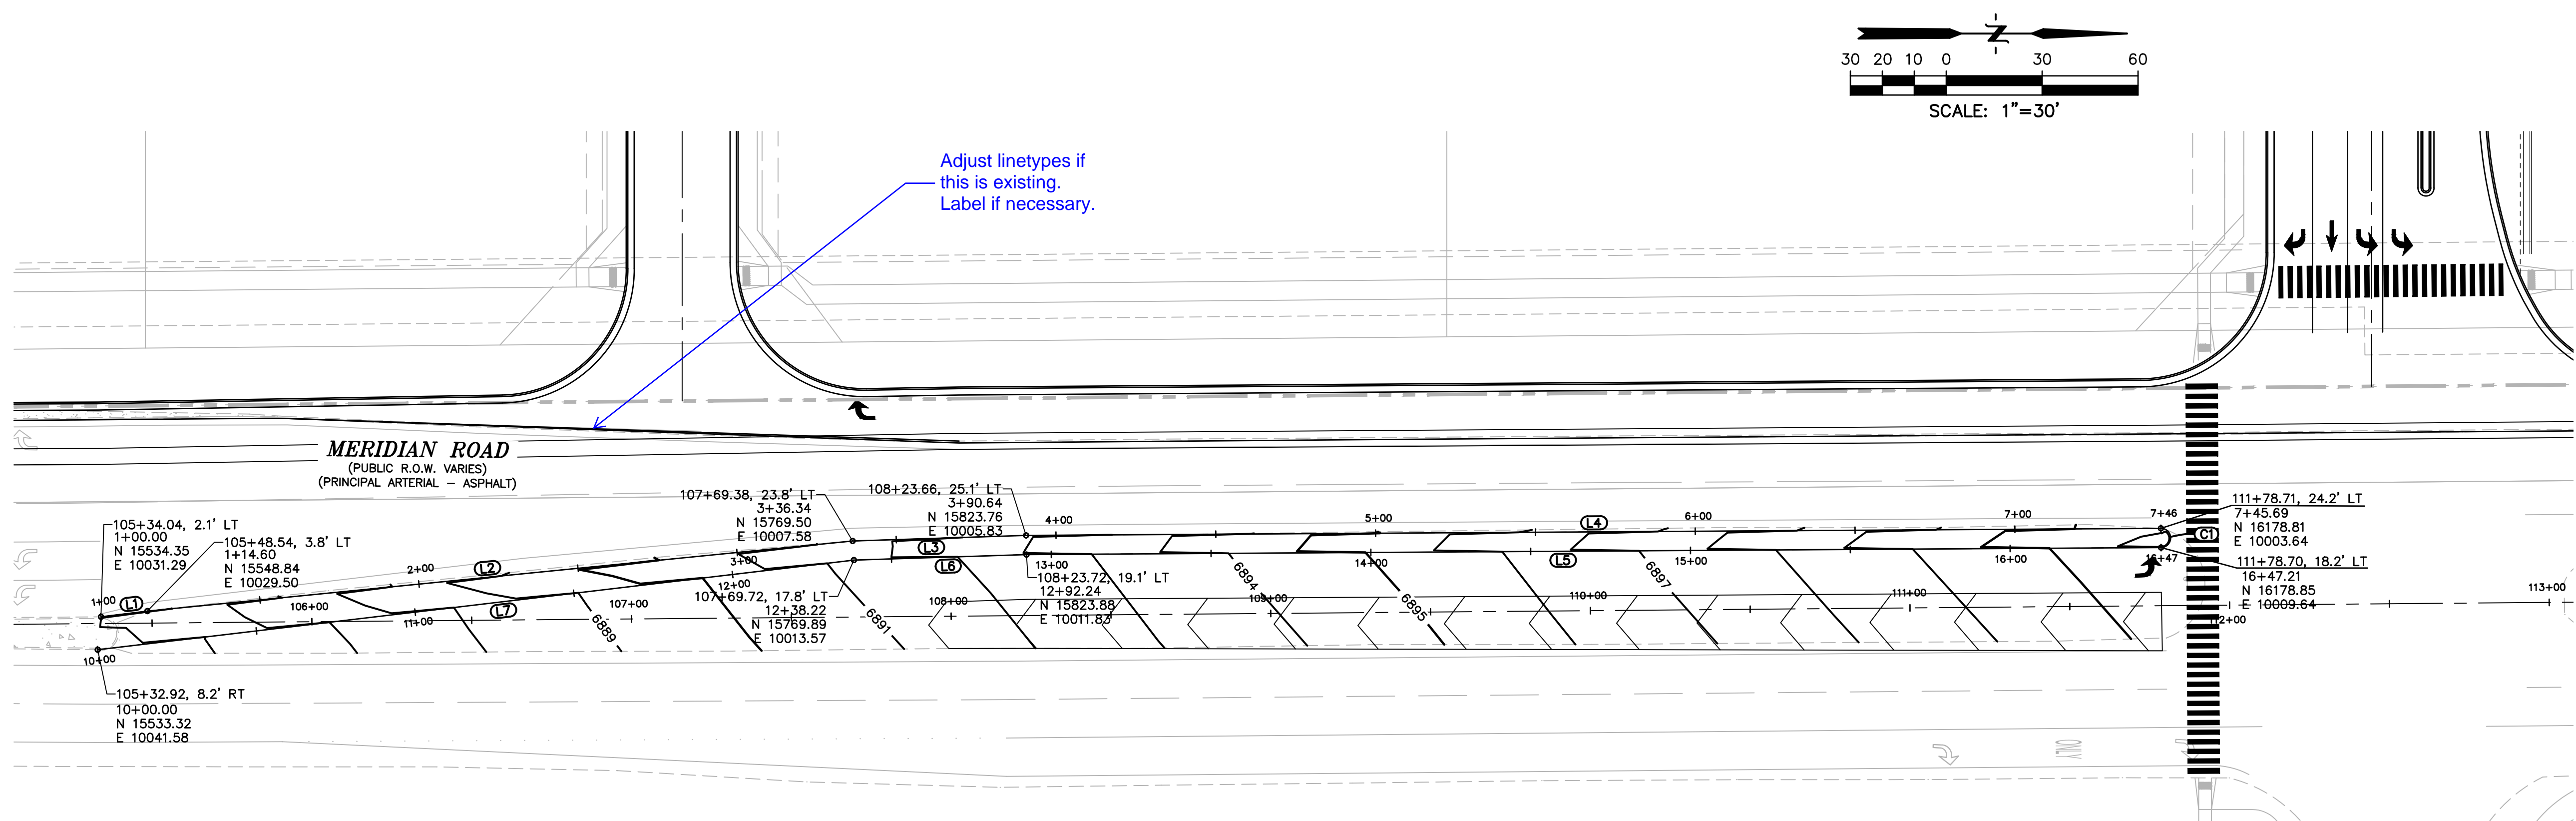 N
30 20 10 0 30 60
SCALE: 1"=30'
Adjust linetypes if
this is existing.
Label if necessary.
MERIDIAN ROAD
(PUBLIC R.O.W. VARIES)
(PRINCIPAL ARTERIAL – ASPHALT)
105+34.04, 2.1' LT
1+00.00
N 15534.35
E 10031.29
105+48.54, 3.8' LT
1+14.60
N 15548.84
E 10029.50
107+69.38, 23.8' LT
3+36.34
N 15769.50
E 10007.58
108+23.66, 25.1' LT
3+90.64
N 15823.76
E 10005.83
111+78.71, 24.2' LT
7+45.69
N 16178.81
E 10003.64
111+78.70, 18.2' LT
16+47.21
N 16178.85
E 10009.64
108+23.72, 19.1' LT
12+92.24
N 15823.88
E 10011.83
107+69.72, 17.8' LT
12+38.22
N 15769.89
E 10013.57
105+32.92, 8.2' RT
10+00.00
N 15533.32
E 10041.58
1+00
L1
2+00
L2
3+00
L3
4+00
5+00
L4
6+00
7+00
7+46
C1
10+00
11+00
L7
12+00
L6
13+00
14+00
L5
15+00
16+00
16+47
106+00
107+00
108+00
109+00
110+00
111+00
112+00
113+00
6889
6891
6894
6895
6897